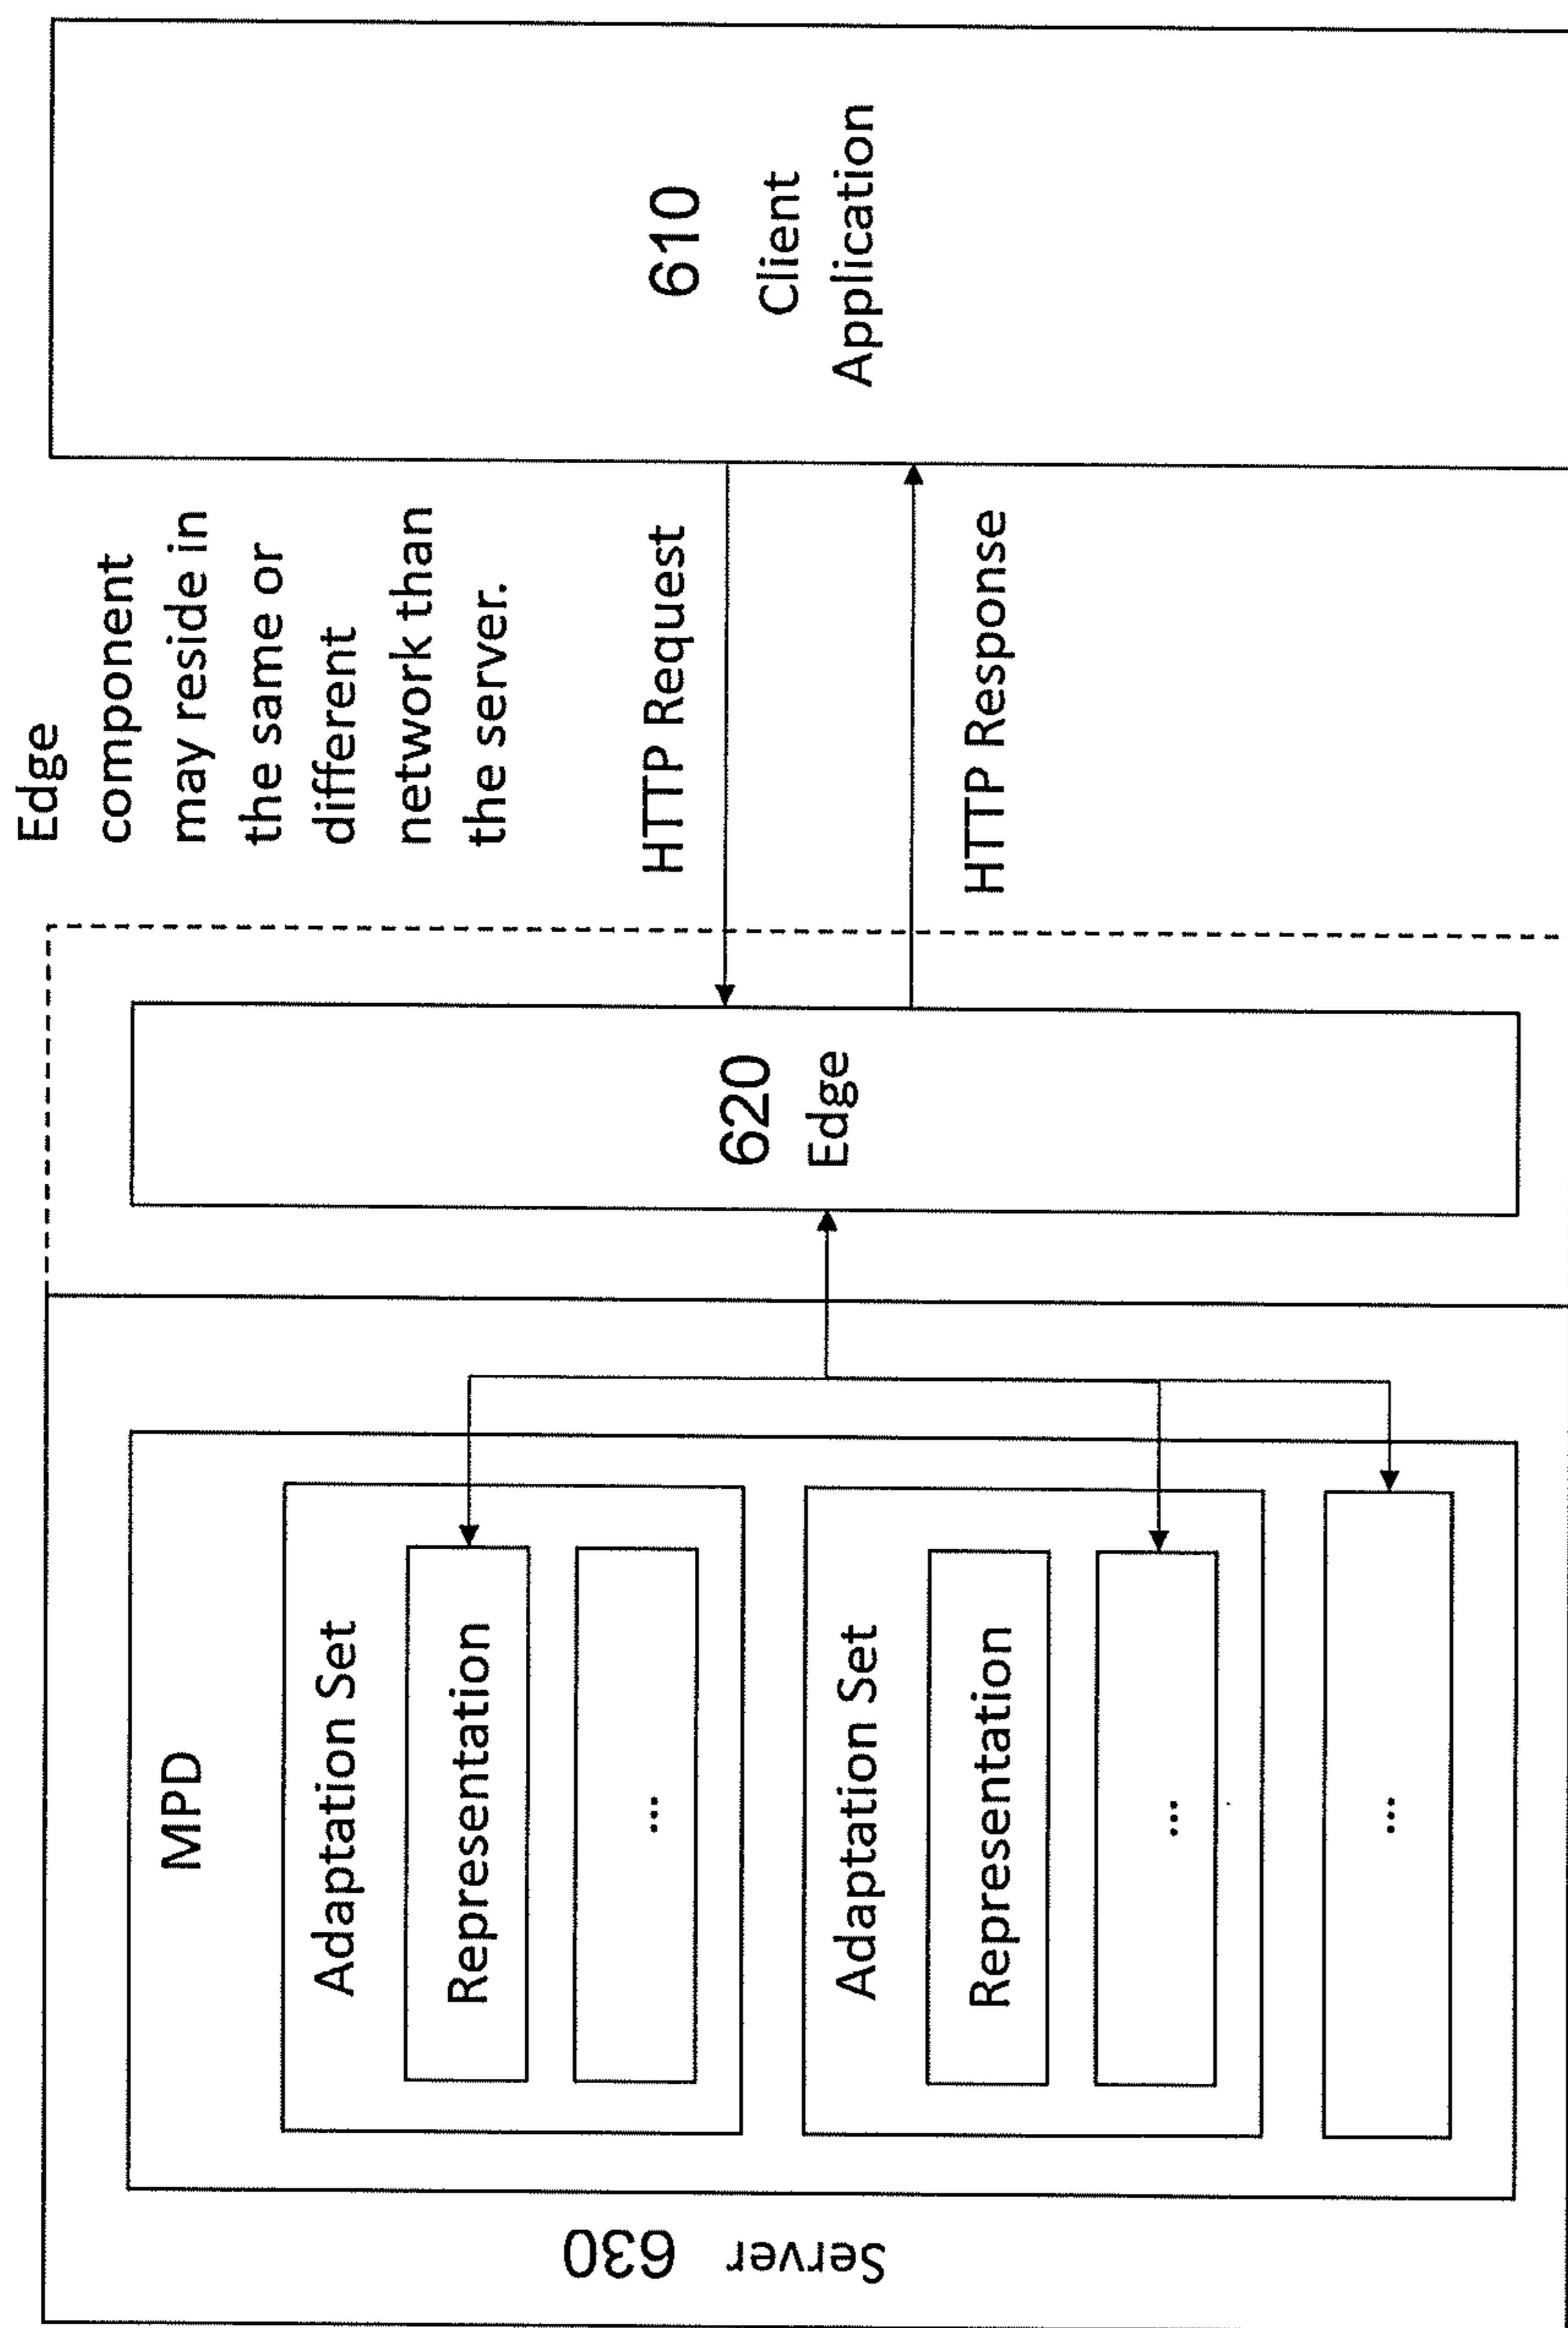 Server 630
MPD
Adaptation Set
Representation
...
Adaptation Set
Representation
...
...
620
Edge
Edge
component
may reside in
the same or
different
network than
the server.
HTTP Request
HTTP Response
610
Client
Application